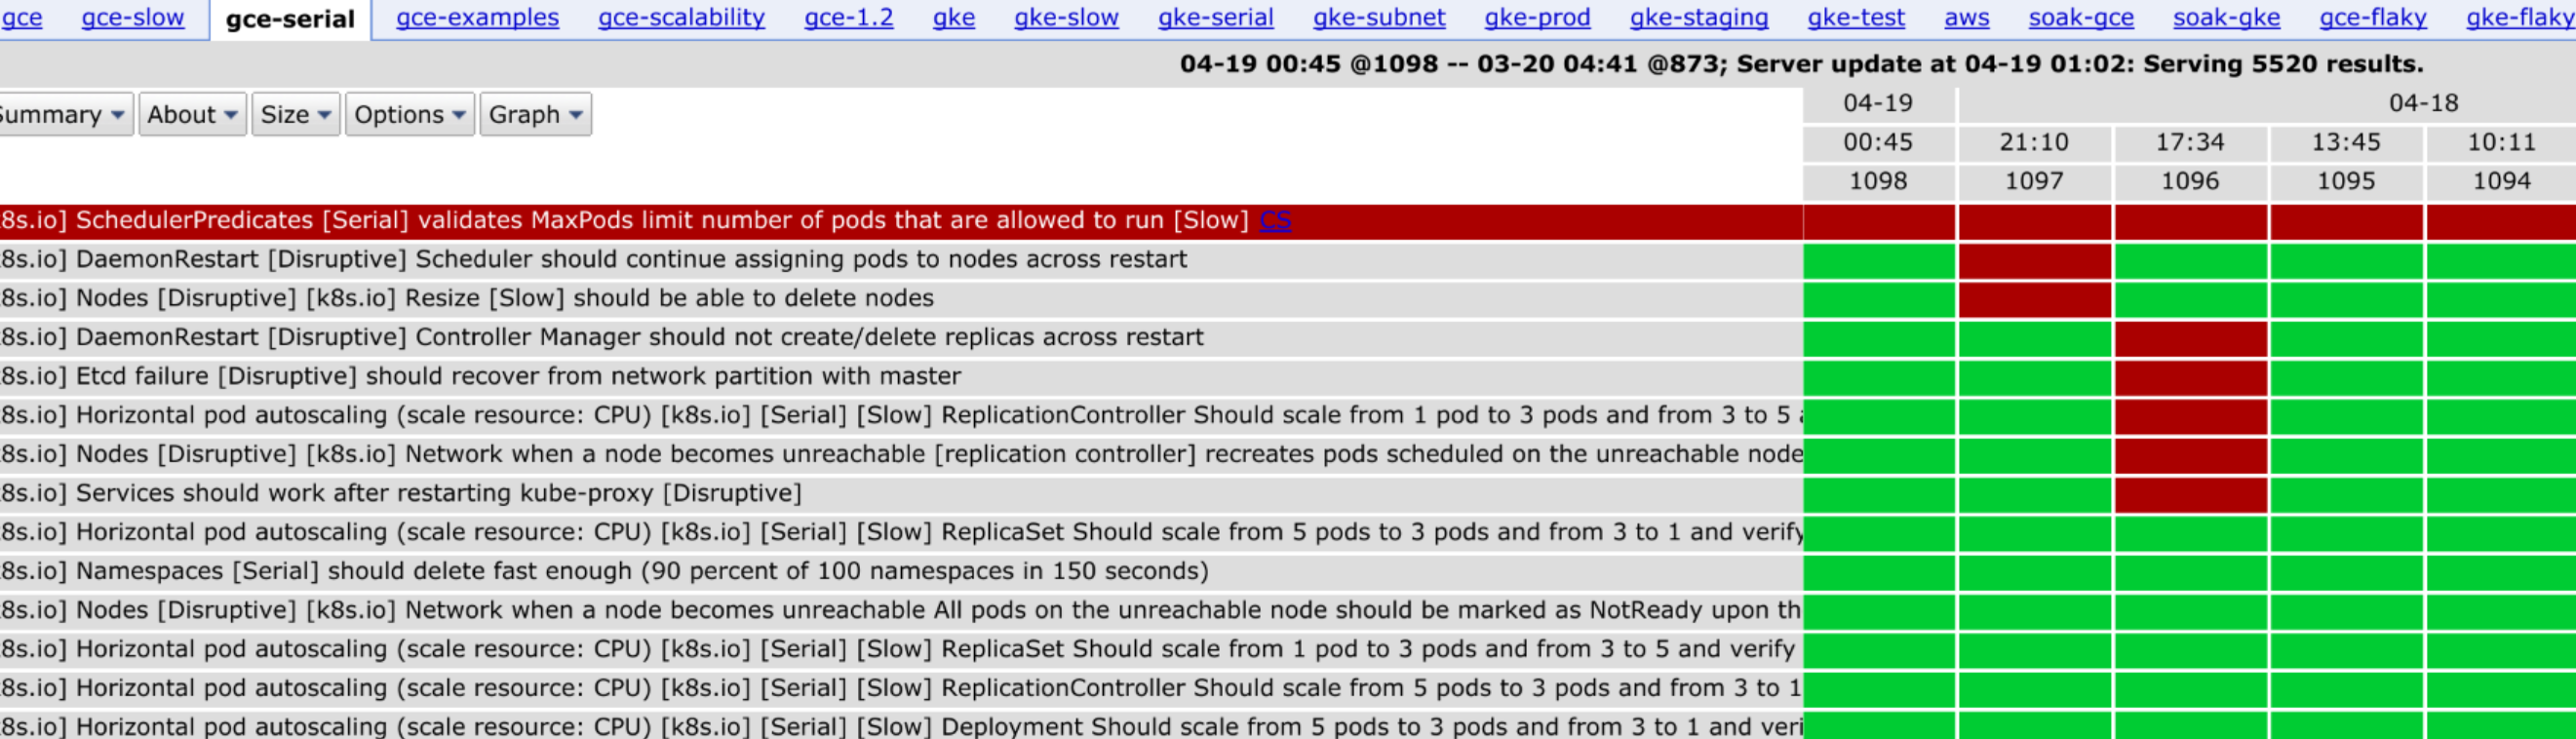 gce gce-slow gce-serial gce-examples gce-scalability gce-1.2 gke gke-slow gke-serial gke-subnet gke-prod gke-staging gke-test aws soak-gce soak-gke gce-flaky gke-flaky
04-19 00:45 @1098 -- 03-20 04:41 @873; Server update at 04-19 01:02: Serving 5520 results.
Summary About Size Options Graph
04-19 04-18
00:45 21:10 17:34 13:45 10:11
1098 1097 1096 1095 1094
8s.io] SchedulerPredicates [Serial] validates MaxPods limit number of pods that are allowed to run [Slow] CS
8s.io] DaemonRestart [Disruptive] Scheduler should continue assigning pods to nodes across restart
8s.io] Nodes [Disruptive] [k8s.io] Resize [Slow] should be able to delete nodes
8s.io] DaemonRestart [Disruptive] Controller Manager should not create/delete replicas across restart
8s.io] Etcd failure [Disruptive] should recover from network partition with master
8s.io] Horizontal pod autoscaling (scale resource: CPU) [k8s.io] [Serial] [Slow] ReplicationController Should scale from 1 pod to 3 pods and from 3 to 5
8s.io] Nodes [Disruptive] [k8s.io] Network when a node becomes unreachable [replication controller] recreates pods scheduled on the unreachable node
8s.io] Services should work after restarting kube-proxy [Disruptive]
8s.io] Horizontal pod autoscaling (scale resource: CPU) [k8s.io] [Serial] [Slow] ReplicaSet Should scale from 5 pods to 3 pods and from 3 to 1 and verify
8s.io] Namespaces [Serial] should delete fast enough (90 percent of 100 namespaces in 150 seconds)
8s.io] Nodes [Disruptive] [k8s.io] Network when a node becomes unreachable All pods on the unreachable node should be marked as NotReady upon th
8s.io] Horizontal pod autoscaling (scale resource: CPU) [k8s.io] [Serial] [Slow] ReplicaSet Should scale from 1 pod to 3 pods and from 3 to 5 and verify
8s.io] Horizontal pod autoscaling (scale resource: CPU) [k8s.io] [Serial] [Slow] ReplicationController Should scale from 5 pods to 3 pods and from 3 to 1
8s.io] Horizontal pod autoscaling (scale resource: CPU) [k8s.io] [Serial] [Slow] Deployment Should scale from 5 pods to 3 pods and from 3 to 1 and veri